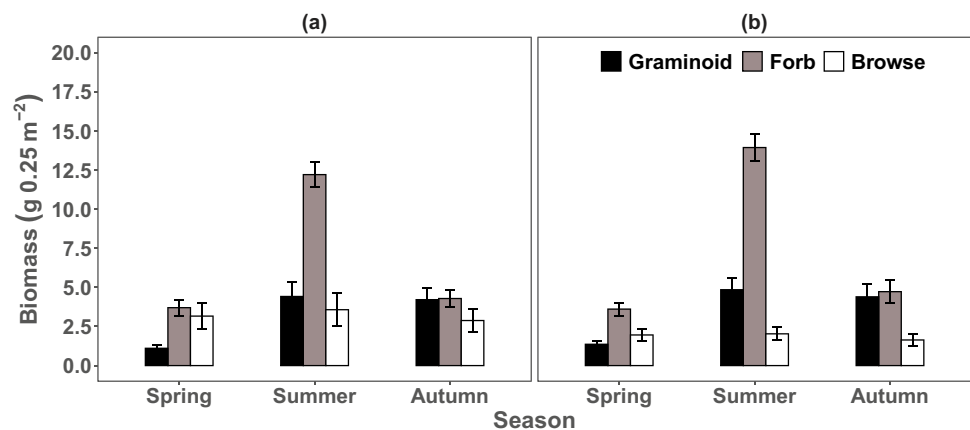 (a) (b)
20.0
17.5
15.0
12.5
10.0
7.5
5.0
2.5
0.0
Biomass (g 0.25 m⁻²)
Graminoid Forb Browse
Spring Summer Autumn Spring Summer Autumn
Season